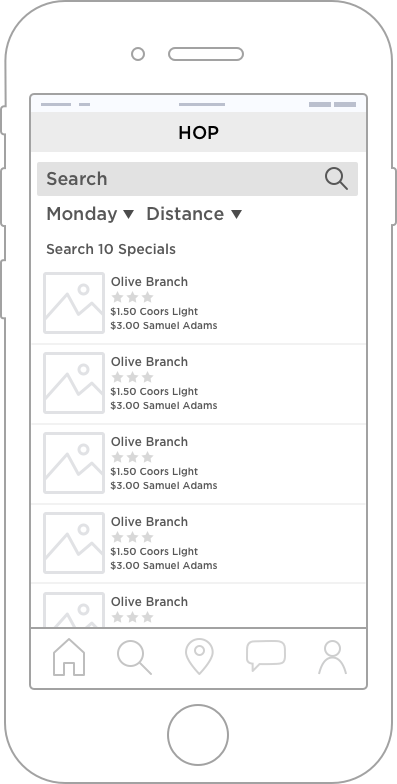 HOP
Search
Monday Distance
Search 10 Specials
Olive Branch
$1.50 Coors Light
$3.00 Samuel Adams
Olive Branch
$1.50 Coors Light
$3.00 Samuel Adams
Olive Branch
$1.50 Coors Light
$3.00 Samuel Adams
Olive Branch
$1.50 Coors Light
$3.00 Samuel Adams
Olive Branch